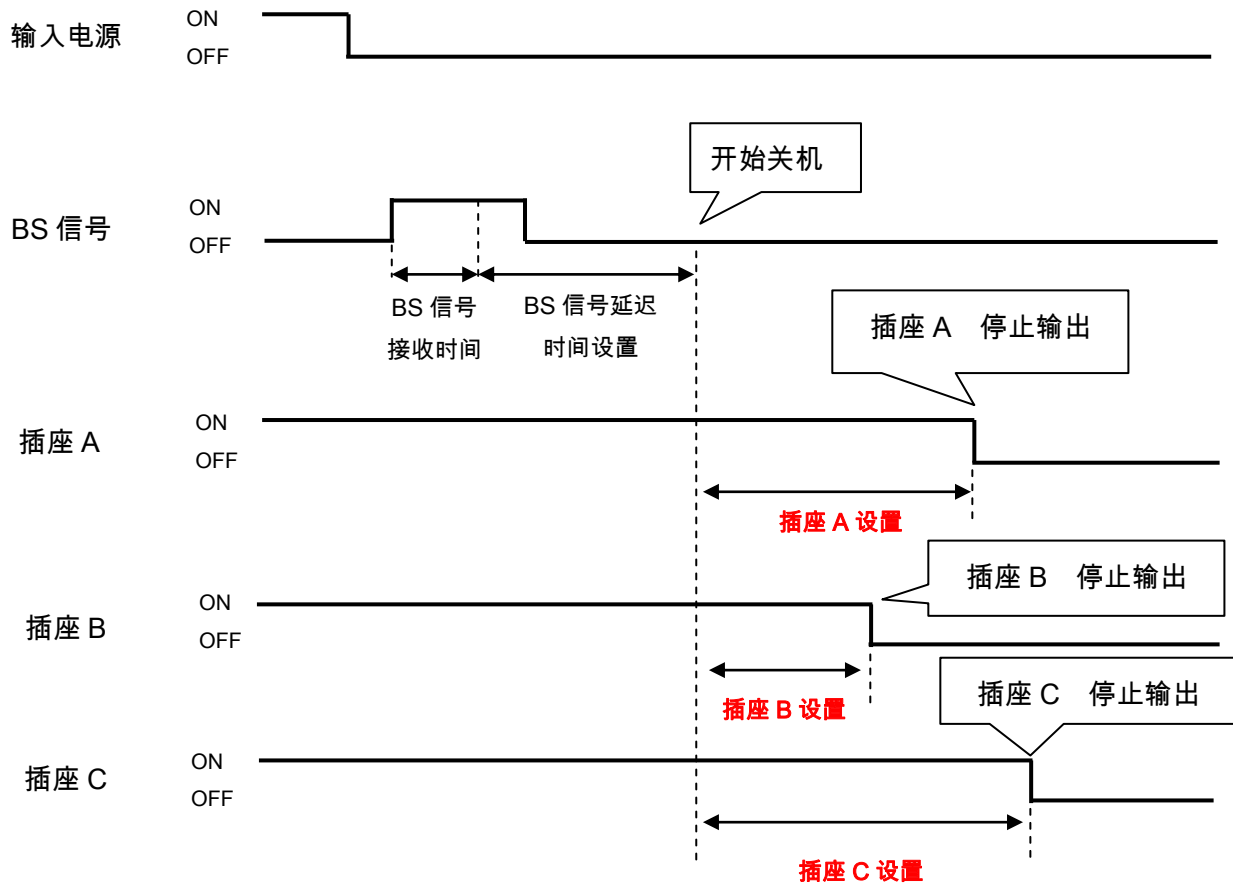 输入电源
ON
OFF
开始关机
BS 信号
ON
OFF
BS 信号
接收时间
BS 信号延迟
时间设置
插座 A 停止输出
插座 A
ON
OFF
插座 A 设置
插座 B 停止输出
插座 B
ON
OFF
插座 B 设置
插座 C 停止输出
插座 C
ON
OFF
插座 C 设置